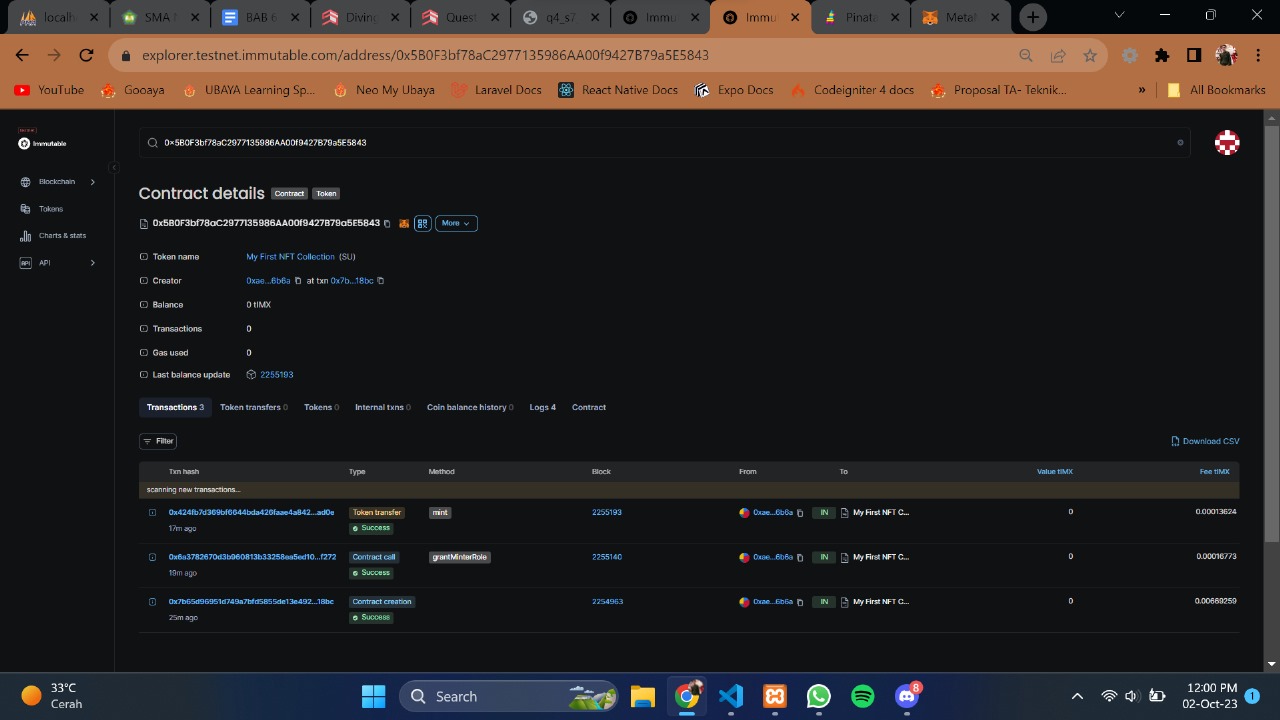 localh
SMA N
BAB 6
Diving
Quest
q4_s7
Immu
Immu
Pinata
Metal
explorer.testnet.immutable.com/address/0x5B0F3bf78aC2977135986AA00f9427B79a5E5843
YouTube
Gooaya
UBAYA Learning Sp...
Neo My Ubaya
Laravel Docs
React Native Docs
Expo Docs
Codeigniter 4 docs
Proposal TA- Teknik...
»
All Bookmarks
Immutable
0x5B0F3bf78aC2977135986AA00f9427B79a5E5843
Blockchain
Tokens
Charts & stats
API API
Contract details Contract Token
0x5B0F3bf78aC2977135986AA00f9427B79a5E5843 More
Token name My First NFT Collection (SU)
Creator 0xae...6b6a at txn 0x7b...18bc
Balance 0 tIMX
Transactions 0
Gas used 0
Last balance update 2255193
Transactions 3 Token transfers 0 Tokens 0 Internal txns 0 Coin balance history 0 Logs 4 Contract
Filter Download CSV
Txn hash Type Method Block From To Value tIMX Fee tIMX
scanning new transactions...
0x424fb7d369bf6644bda426faae4a842...ad0e Token transfer mint 2255193 0xae...6b6a IN My First NFT C... 0 0.00013624
17m ago Success
0x6a3782670d3b960813b33258ea5ed10...f272 Contract call grantMinterRole 2255140 0xae...6b6a IN My First NFT C... 0 0.00016773
19m ago Success
0x7b65d96951d749a7bfd5855de13e492...18bc Contract creation 2254963 0xae...6b6a IN My First NFT C... 0 0.00669259
25m ago Success
33°C
Cerah
Search
8
12:00 PM
02-Oct-23
1